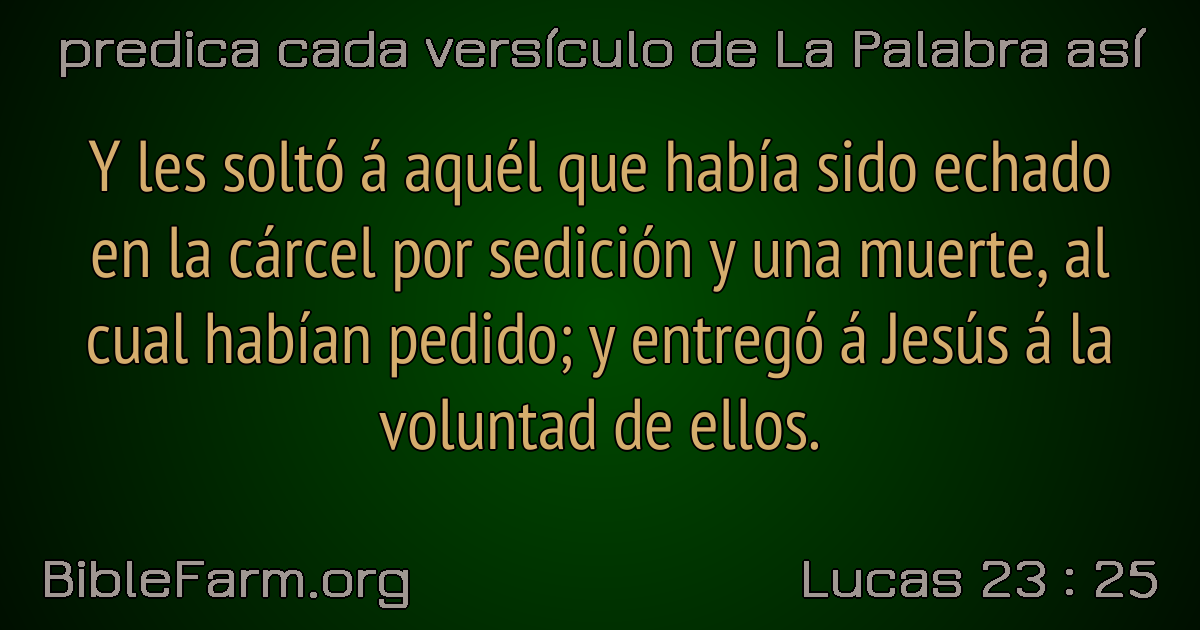 predica cada versículo de La Palabra así
Y les soltó á aquél que había sido echado
en la cárcel por sedición y una muerte, al
cual habían pedido; y entregó á Jesús á la
voluntad de ellos.
BibleFarm.org
Lucas 23 : 25